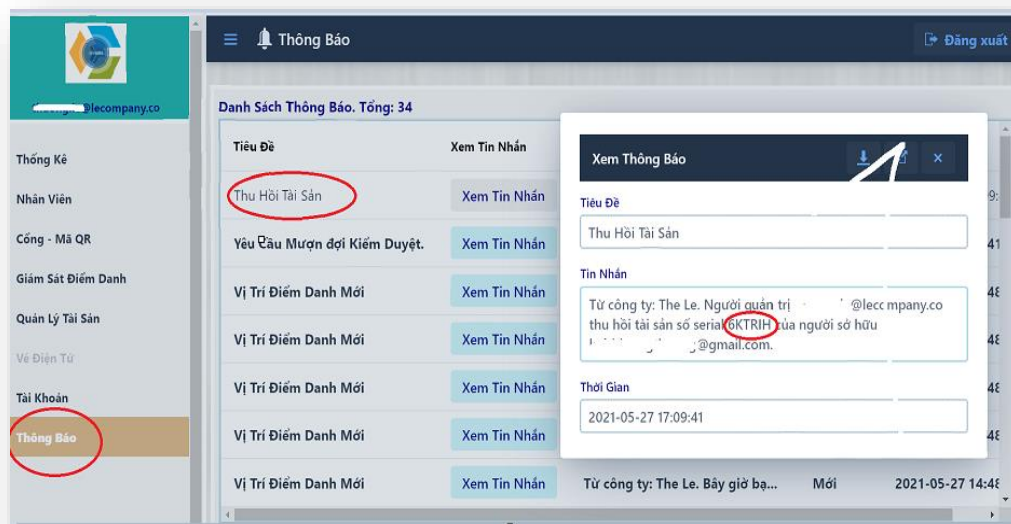 Thông Báo
Đăng xuất
@lecompany.co
Thống Kê
Nhân Viên
Cổng - Mã QR
Giám Sát Điểm Danh
Quản Lý Tài Sản
Vé Điện Tử
Tài Khoản
Thông Báo
Danh Sách Thông Báo. Tổng: 34
Tiêu Đề Xem Tin Nhắn
Thu Hồi Tài Sản Xem Tin Nhắn
Yêu Cầu Mượn đợi Kiểm Duyệt. Xem Tin Nhắn
Vị Trí Điểm Danh Mới Xem Tin Nhắn
Vị Trí Điểm Danh Mới Xem Tin Nhắn
Vị Trí Điểm Danh Mới Xem Tin Nhắn
Vị Trí Điểm Danh Mới Xem Tin Nhắn
Vị Trí Điểm Danh Mới Xem Tin Nhắn Từ công ty: The Le. Bây giờ bạ... Mới 2021-05-27 14:48
9:
41
48
48
48
48
Xem Thông Báo
Tiêu Đề
Thu Hồi Tài Sản
Tin Nhắn
Từ công ty: The Le. Người quản trị @lecompany.co
thu hồi tài sản số serial 6KTRIH của người sở hữu
@gmail.com.
Thời Gian
2021-05-27 17:09:41